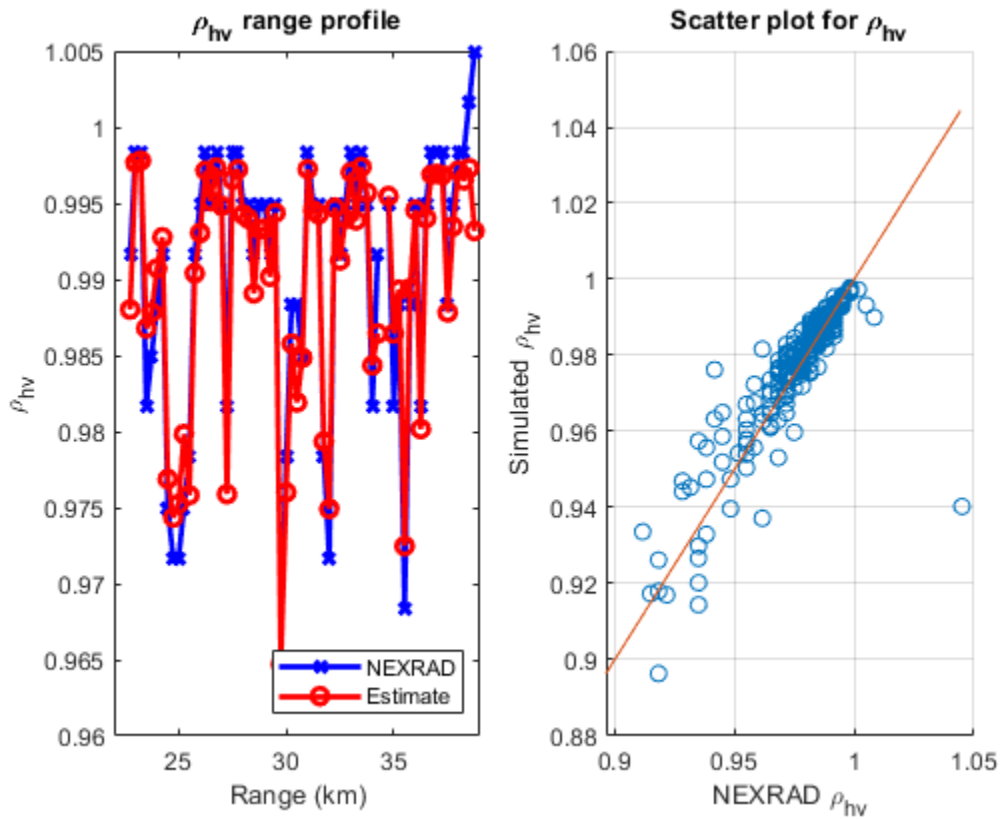 ρhv range profile
1.005
1
0.995
0.99
0.985
0.98
0.975
0.97
0.965
0.96
ρhv
25 30 35
Range (km)
NEXRAD
Estimate
Scatter plot for ρhv
1.06
1.04
1.02
1
0.98
0.96
0.94
0.92
0.9
0.88
Simulated ρhv
0.9 0.95 1 1.05
NEXRAD ρhv